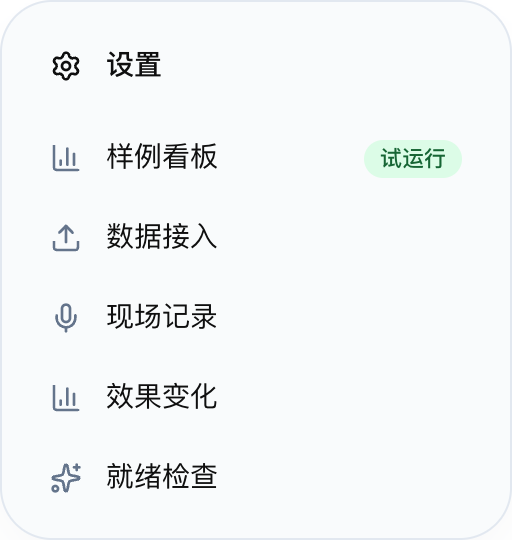 设置
样例看板 试运行
数据接入
现场记录
效果变化
就绪检查